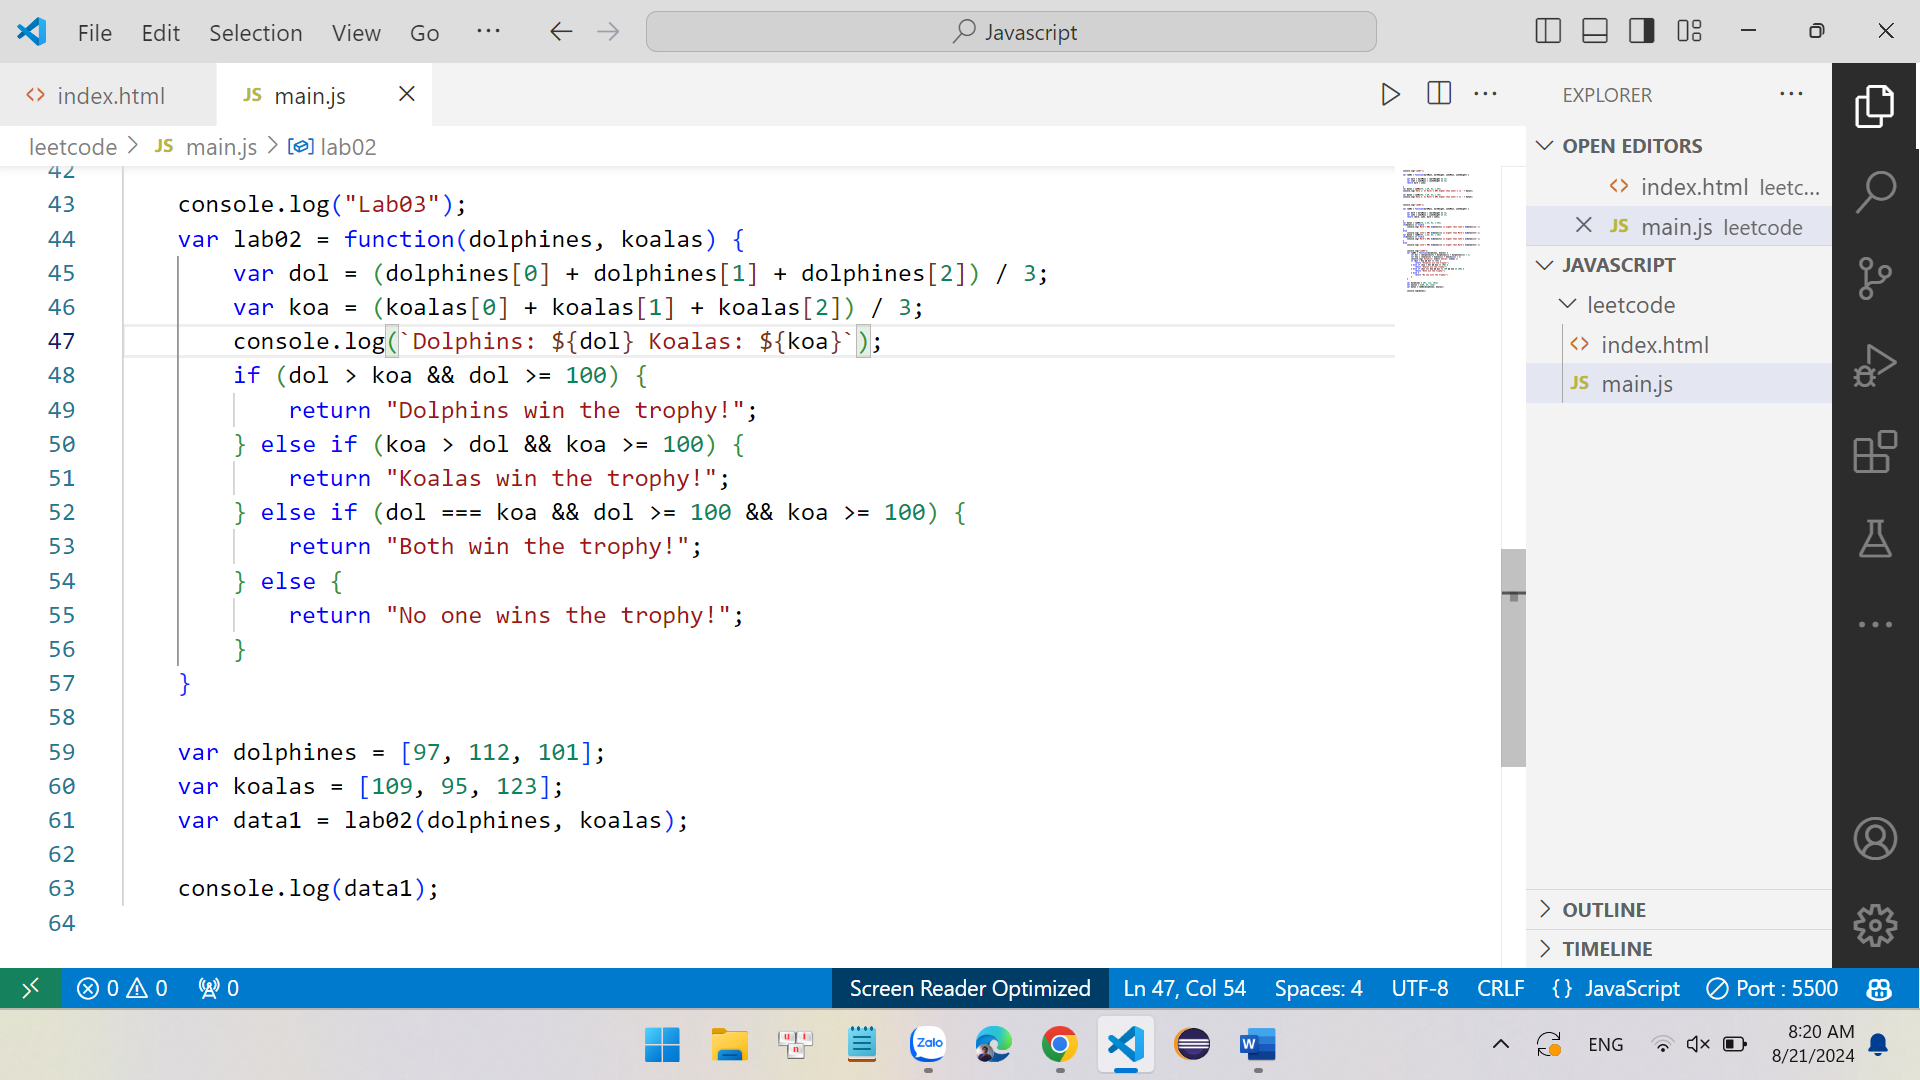 File Edit Selection View Go ··· Javascript
index.html JS main.js
EXPLORER
leetcode > JS main.js > lab02
OPEN EDITORS
index.html leetc...
JS main.js leetcode
JAVASCRIPT
leetcode
index.html
JS main.js
OUTLINE
TIMELINE
42
43 console.log("Lab03");
44 var lab02 = function(dolphines, koalas) {
45 var dol = (dolphines[0] + dolphines[1] + dolphines[2]) / 3;
46 var koa = (koalas[0] + koalas[1] + koalas[2]) / 3;
47 console.log(`Dolphins: ${dol} Koalas: ${koa}`);
48 if (dol > koa && dol >= 100) {
49 return "Dolphins win the trophy!";
50 } else if (koa > dol && koa >= 100) {
51 return "Koalas win the trophy!";
52 } else if (dol === koa && dol >= 100 && koa >= 100) {
53 return "Both win the trophy!";
54 } else {
55 return "No one wins the trophy!";
56 }
57 }
58
59 var dolphines = [97, 112, 101];
60 var koalas = [109, 95, 123];
61 var data1 = lab02(dolphines, koalas);
62
63 console.log(data1);
64
0 0 0 Screen Reader Optimized Ln 47, Col 54 Spaces: 4 UTF-8 CRLF {} JavaScript Port : 5500
Zalo W ENG 8:20 AM
8/21/2024